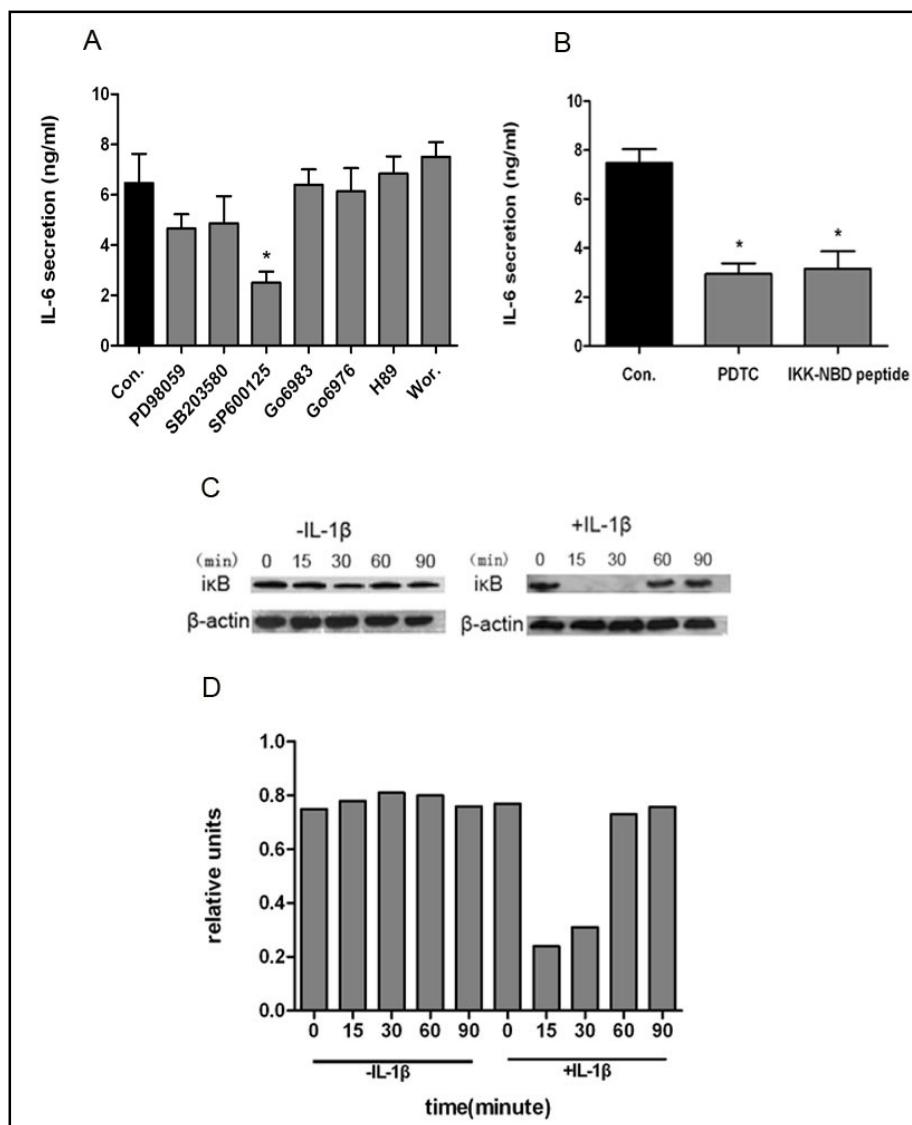 A
IL-6 secretion (ng/ml)
10
8
6
4
2
0
*
Con.
PD98059
SB203580
SP600125
Go6983
Go6976
H89
Wor.
B
IL-6 secretion (ng/ml)
10
8
6
4
2
0
*
*
Con.
PDTC
IKK-NBD peptide
C
-IL-1β
(min) 0 15 30 60 90
iκB
β-actin
+IL-1β
(min) 0 15 30 60 90
iκB
β-actin
D
relative units
1.0
0.8
0.6
0.4
0.2
0.0
0 15 30 60 90 0 15 30 60 90
-IL-1β +IL-1β
time(minute)